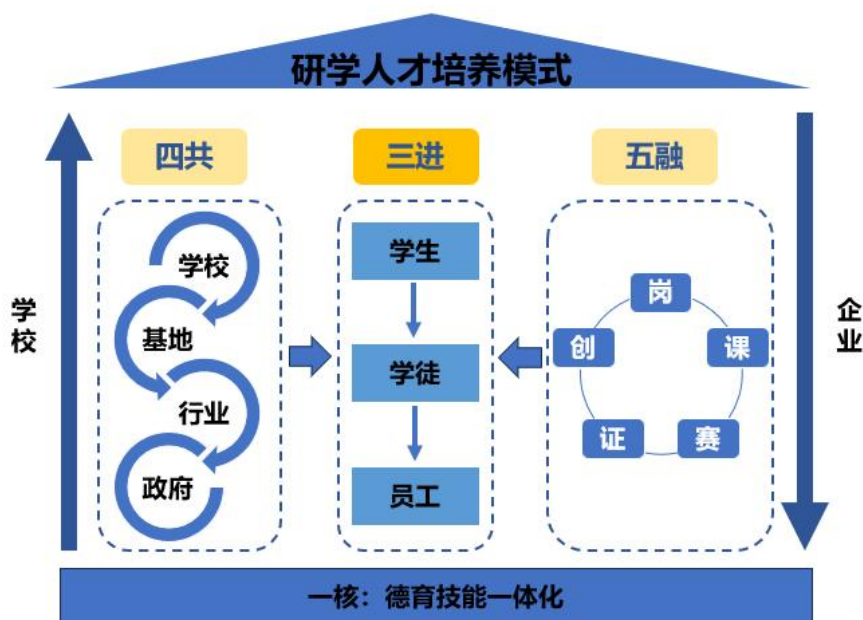 研学人才培养模式
四共
三进
五融
学校
学校
基地
行业
政府
学生
学徒
员工
岗
课
赛
证
创
企业
一核：德育技能一体化